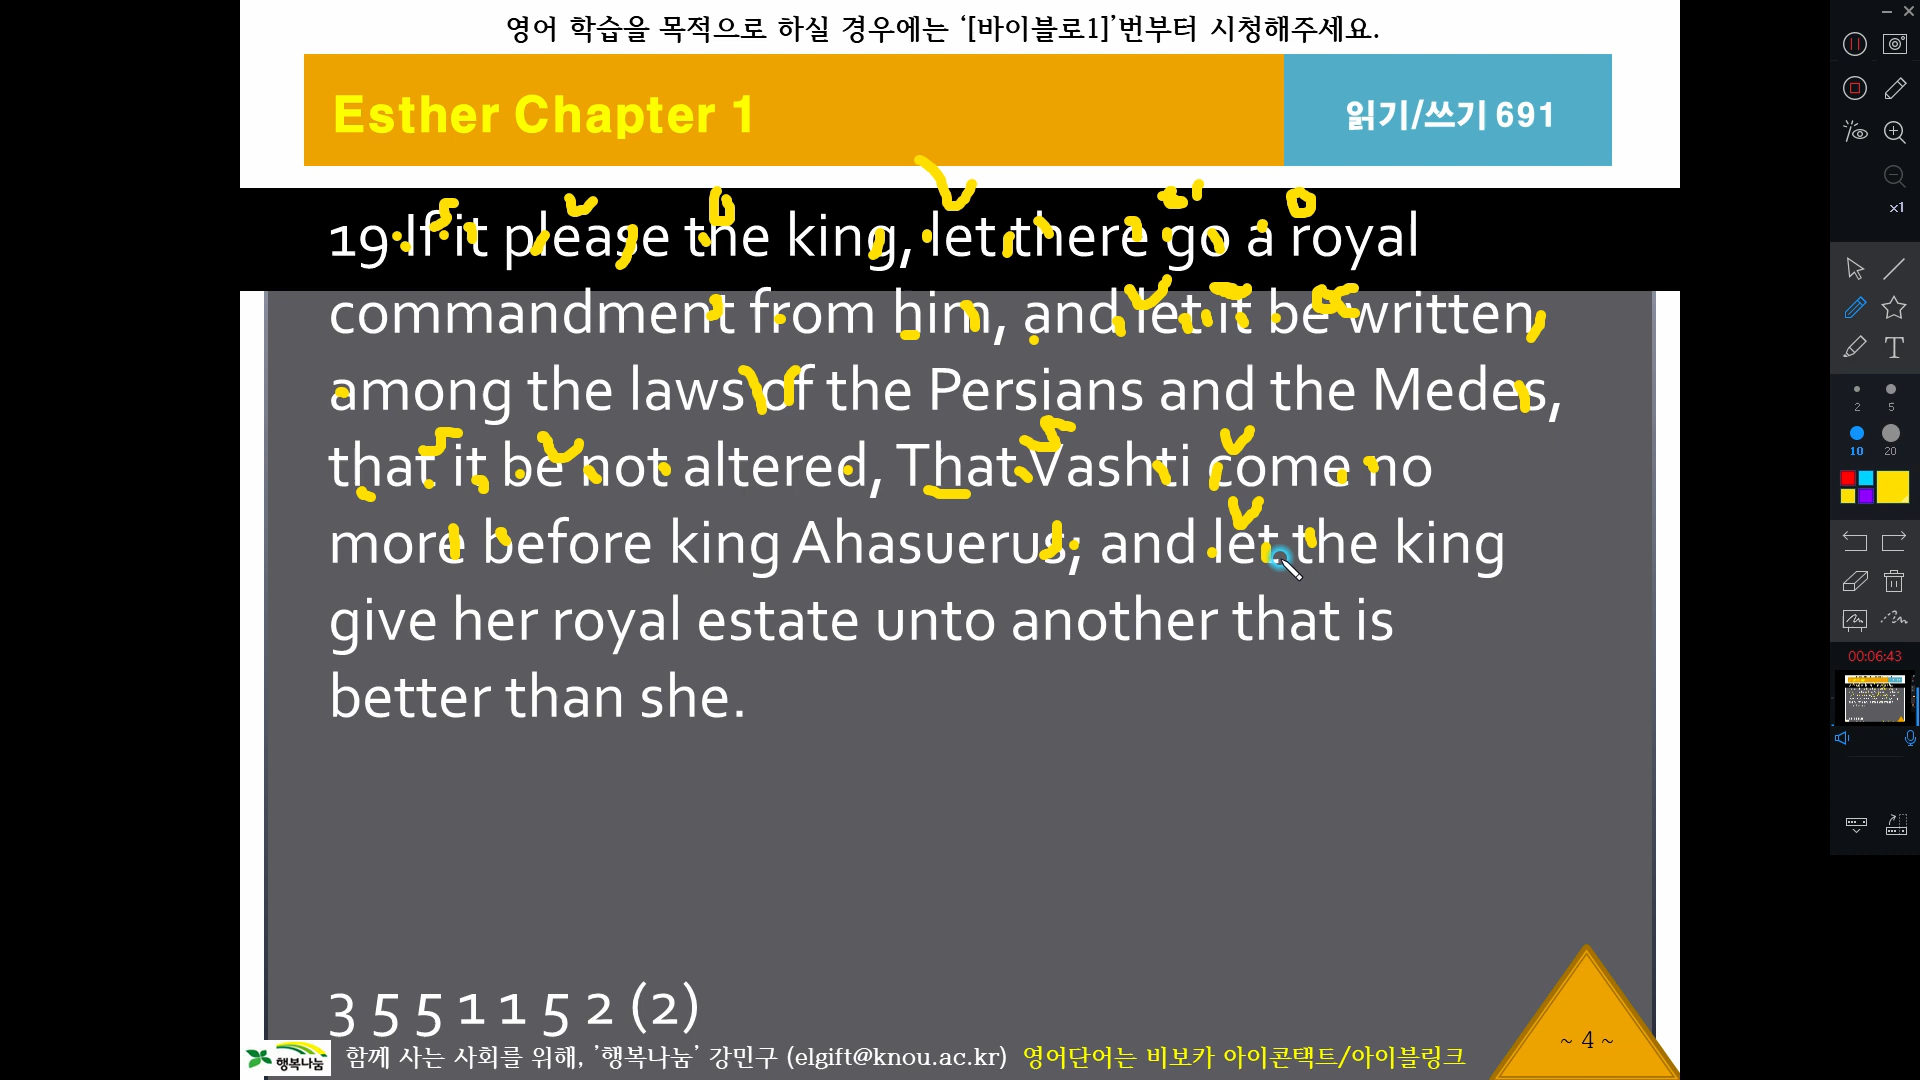 영어 학습을 목적으로 하실 경우에는 ‘[바이블로1]’번부터 시청해주세요.
Esther Chapter 1
읽기/쓰기 691
19 If it please the king, let there go a royal
commandment from him, and let it be written
among the laws of the Persians and the Medes,
that it be not altered, That Vashti come no
more before king Ahasuerus; and let the king
give her royal estate unto another that is
better than she.
3 5 5 1 1 5 2 (2)
행복나눔 함께 사는 사회를 위해, ’행복나눔’ 강민구 (elgift@knou.ac.kr) 영어단어는 비보카 아이콘택트/아이블링크
~ 4 ~
x1
T
2 5
10 20
00:06:43